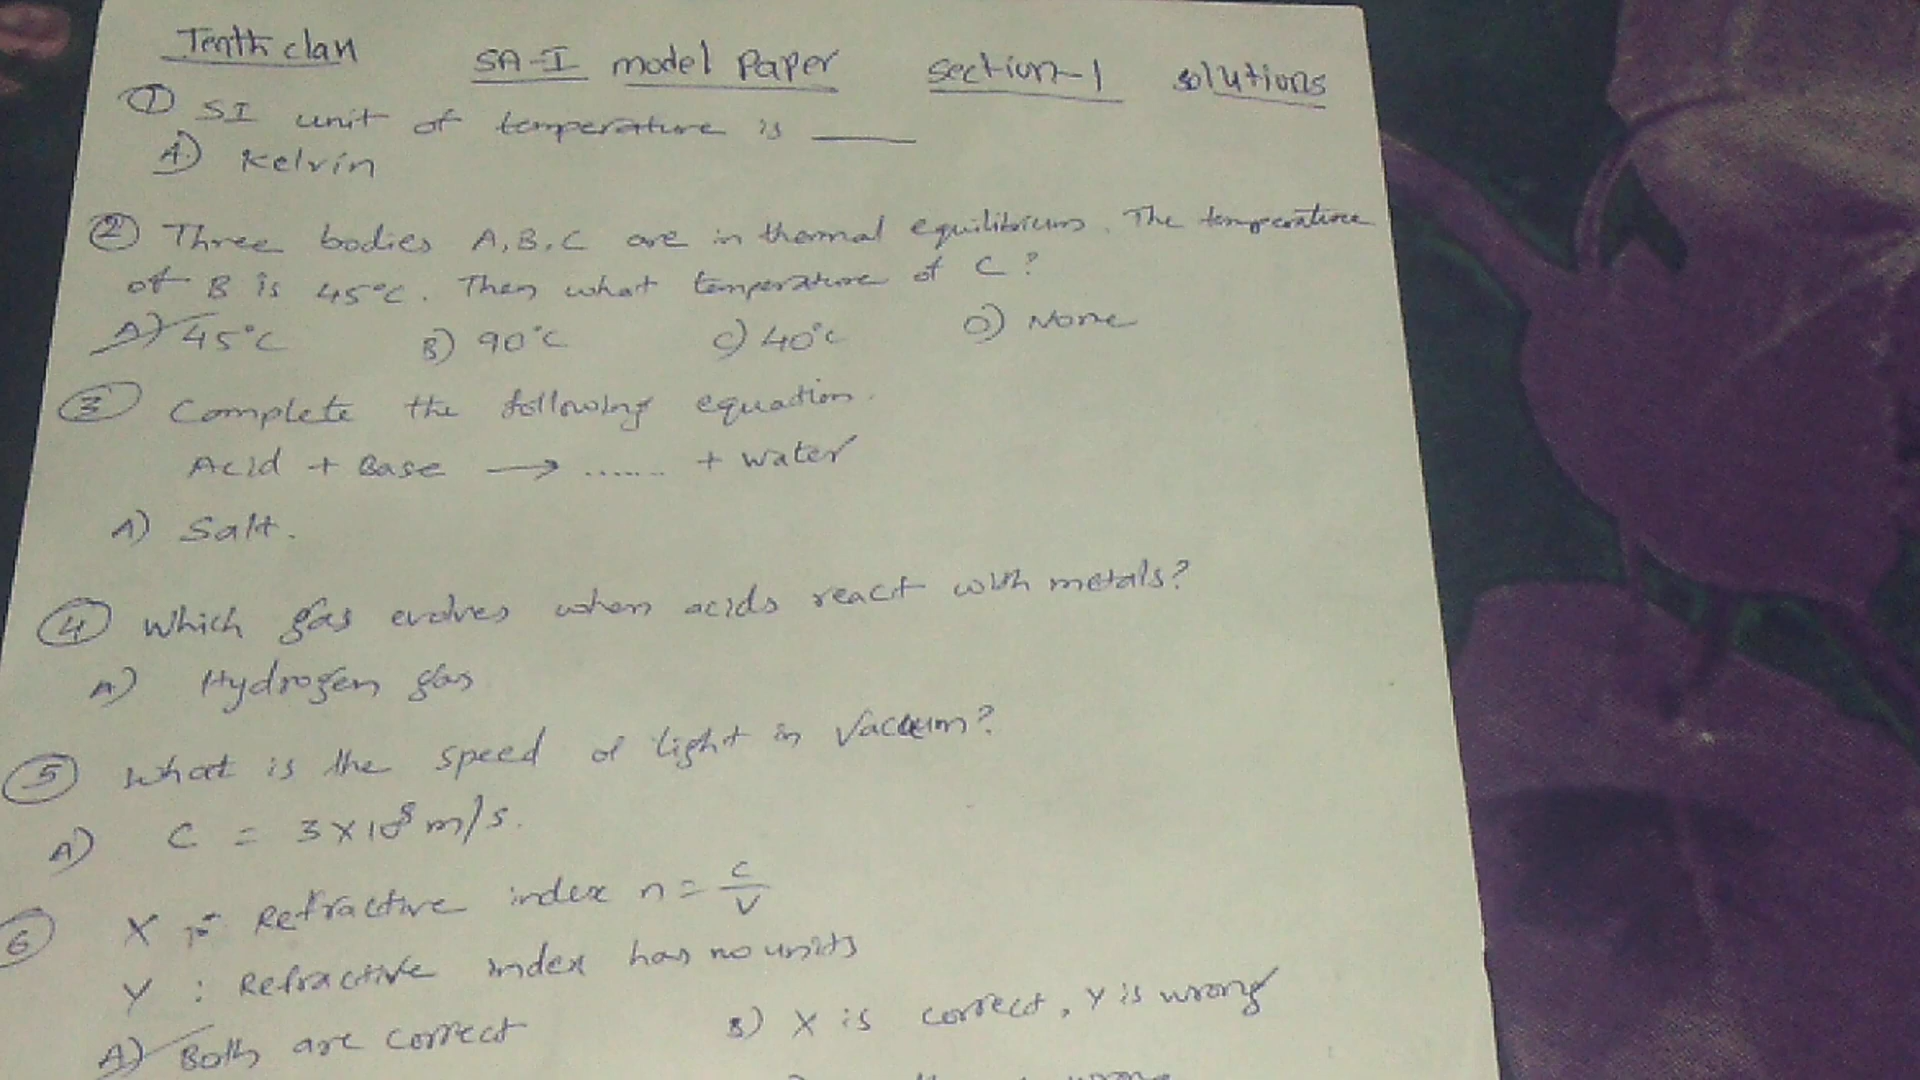 Tenth class SA-I model Paper section-1 solutions
① SI unit of temperature is ____
A) Kelvin
② Three bodies A, B, C are in thermal equilibrium. The temperature
of B is 45°C. Then what temperature of C?
A) 45°C B) 90°C C) 40°C D) None
③ Complete the following equation.
Acid + Base → ....... + water
A) Salt.
④ Which gas evolves when acids react with metals?
A) Hydrogen gas
⑤ What is the speed of light in vacuum?
A) C = 3×10⁸ m/s.
⑥ X : Refractive index n = c/v
Y : Refractive index has no units
A) Both are correct B) X is correct, Y is wrong